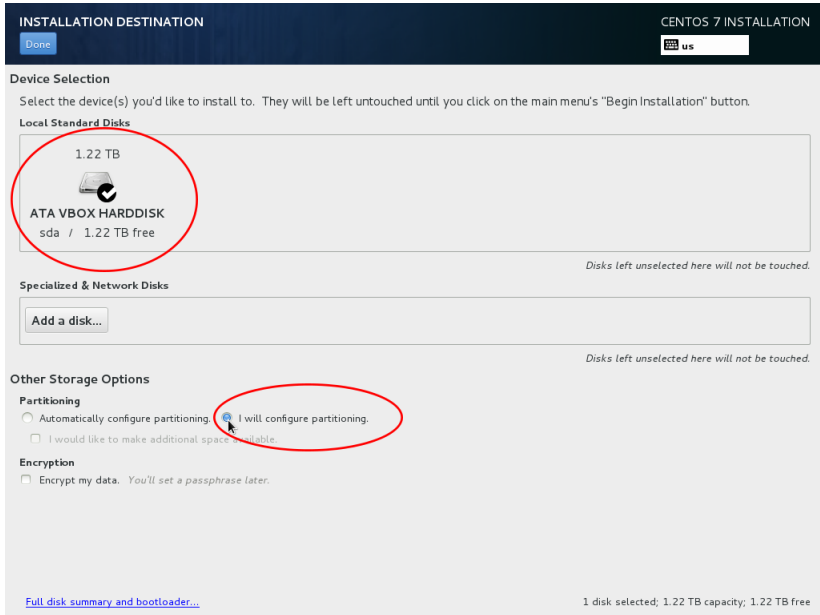 INSTALLATION DESTINATION
CENTOS 7 INSTALLATION
Done
us
Device Selection
Select the device(s) you'd like to install to. They will be left untouched until you click on the main menu's "Begin Installation" button.
Local Standard Disks
1.22 TB
ATA VBOX HARDDISK
sda / 1.22 TB free
Disks left unselected here will not be touched.
Specialized & Network Disks
Add a disk...
Disks left unselected here will not be touched.
Other Storage Options
Partitioning
Automatically configure partitioning. I will configure partitioning.
I would like to make additional space available.
Encryption
Encrypt my data. You'll set a passphrase later.
Full disk summary and bootloader...
1 disk selected; 1.22 TB capacity; 1.22 TB free